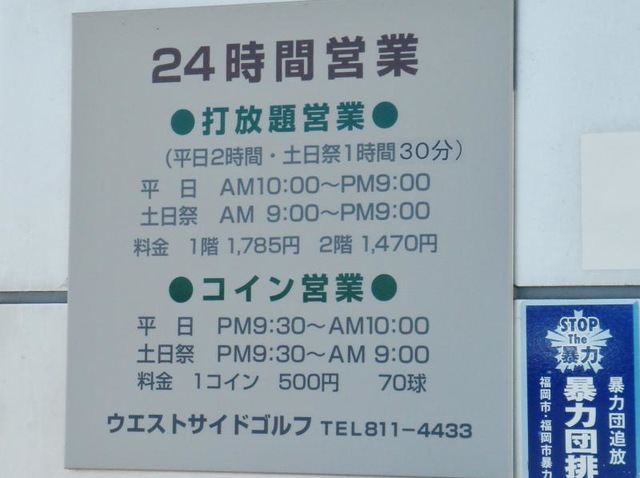 24時間営業
●打放題営業●
(平日2時間・土日祭1時間30分)
平 日 AM10:00～PM9:00
土日祭 AM 9:00～PM9:00
料金 1階 1,785円 2階 1,470円
●コイン営業●
平 日 PM9:30～AM10:00
土日祭 PM9:30～AM 9:00
料金 1コイン 500円 70球
ウエストサイドゴルフ TEL811-4433
STOP
The
暴力
暴力団追放
暴力団排
福岡市・福岡市暴力